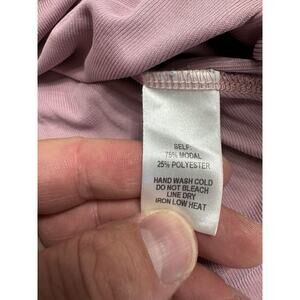 SELF:
75% MODAL
25% POLYESTER
HAND WASH COLD
DO NOT BLEACH
LINE DRY
IRON LOW HEAT